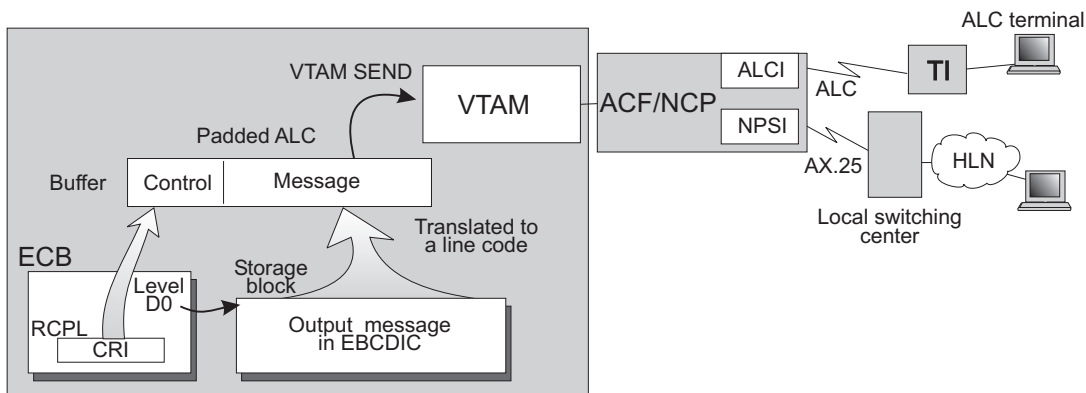 ALC terminal
VTAM SEND
VTAM
ACF/NCP
ALCI
ALC
TI
NPSI
AX.25
HLN
Local switching
center
Padded ALC
Buffer
Control
Message
Translated to
a line code
ECB
Level
D0
Storage
block
RCPL
CRI
Output message
in EBCDIC